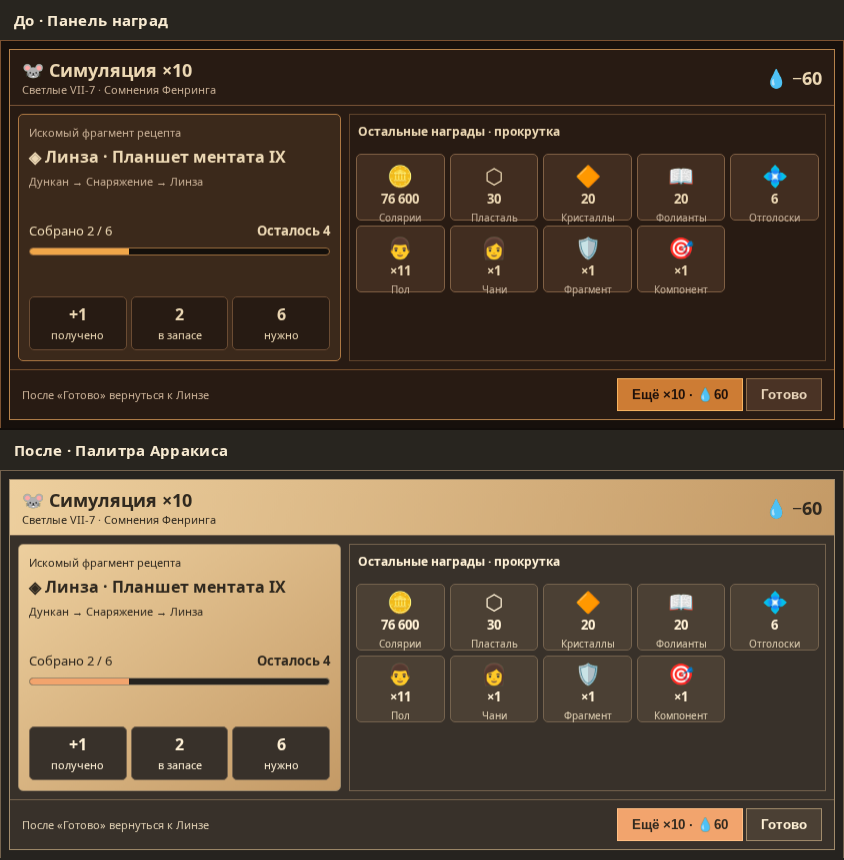 До · Панель наград
Симуляция ×10
−60
Светлые VII-7 · Сомнения Фенринга
Искомый фрагмент рецепта
◈ Линза · Планшет ментата IX
Дункан → Снаряжение → Линза
Собрано 2 / 6 Осталось 4
+1 2 6
получено в запасе нужно
Остальные награды · прокрутка
76 600 30 20 20 6
Солярии Пласталь Кристаллы Фолианты Отголоски
×11 ×1 ×1 ×1
Пол Чани Фрагмент Компонент
После «Готово» вернуться к Линзе
Ещё ×10 · 💧60 Готово
После · Палитра Арракиса
Симуляция ×10
−60
Светлые VII-7 · Сомнения Фенринга
Искомый фрагмент рецепта
◈ Линза · Планшет ментата IX
Дункан → Снаряжение → Линза
Собрано 2 / 6 Осталось 4
+1 2 6
получено в запасе нужно
Остальные награды · прокрутка
76 600 30 20 20 6
Солярии Пласталь Кристаллы Фолианты Отголоски
×11 ×1 ×1 ×1
Пол Чани Фрагмент Компонент
После «Готово» вернуться к Линзе
Ещё ×10 · 💧60 Готово